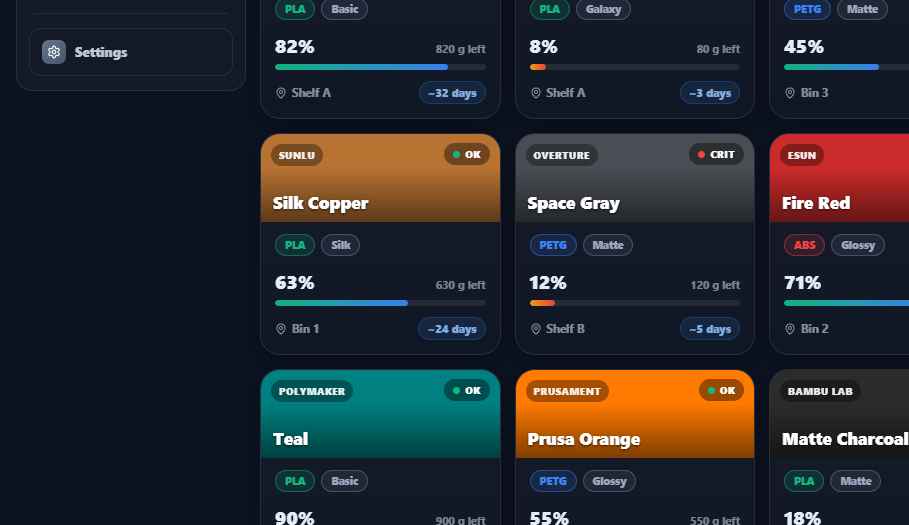 PLA Basic
PLA Galaxy
PETG Matte
Settings
82% 820 g left
8% 80 g left
45%
Shelf A ~32 days
Shelf A ~3 days
Bin 3
SUNLU OK
OVERTURE CRIT
ESUN
Silk Copper
Space Gray
Fire Red
PLA Silk
PETG Matte
ABS Glossy
63% 630 g left
12% 120 g left
71%
Bin 1 ~24 days
Shelf B ~5 days
Bin 2
POLYMAKER OK
PRUSAMENT OK
BAMBU LAB
Teal
Prusa Orange
Matte Charcoal
PLA Basic
PETG Glossy
PLA Matte
90% 900 g left
55% 550 g left
18%